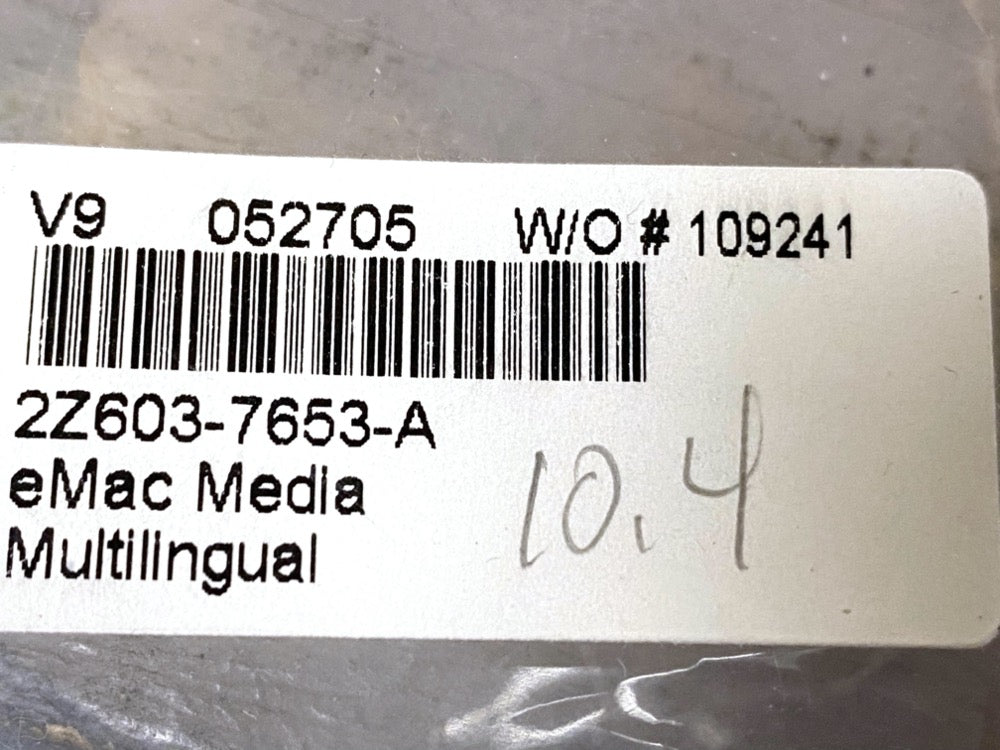 V9 052705 W/O # 109241
2Z603-7653-A
eMac Media
Multilingual
10.4